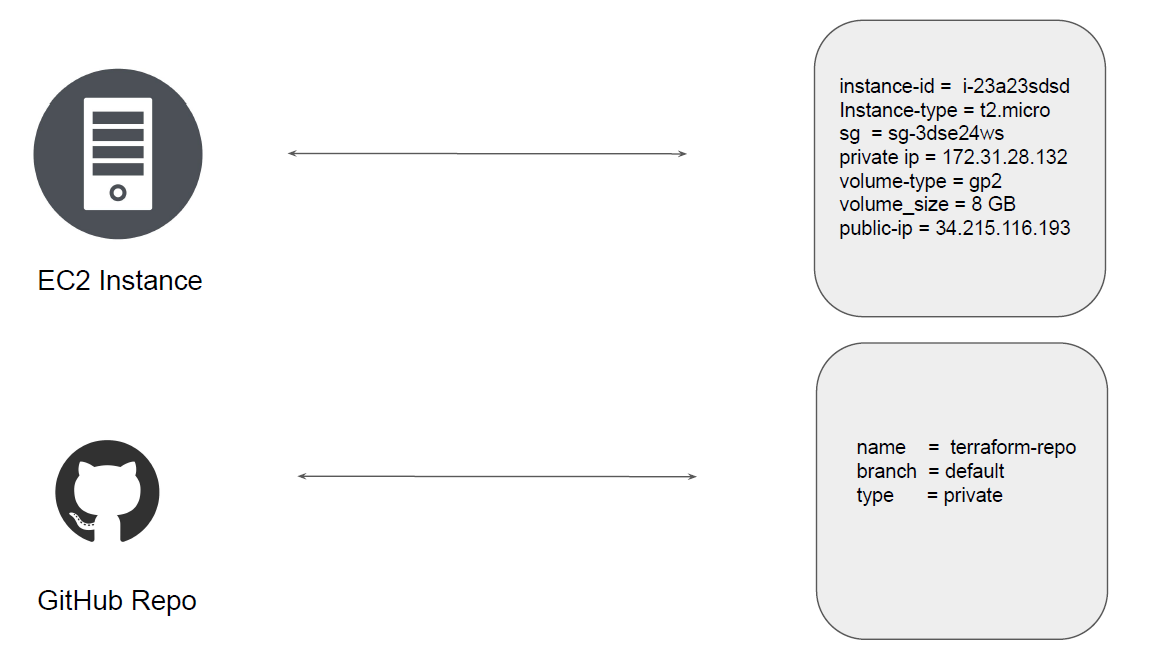 instance-id = i-23a23sdsd
Instance-type = t2.micro
sg = sg-3dse24ws
private ip = 172.31.28.132
volume-type = gp2
volume_size = 8 GB
public-ip = 34.215.116.193
EC2 Instance
name = terraform-repo
branch = default
type = private
GitHub Repo